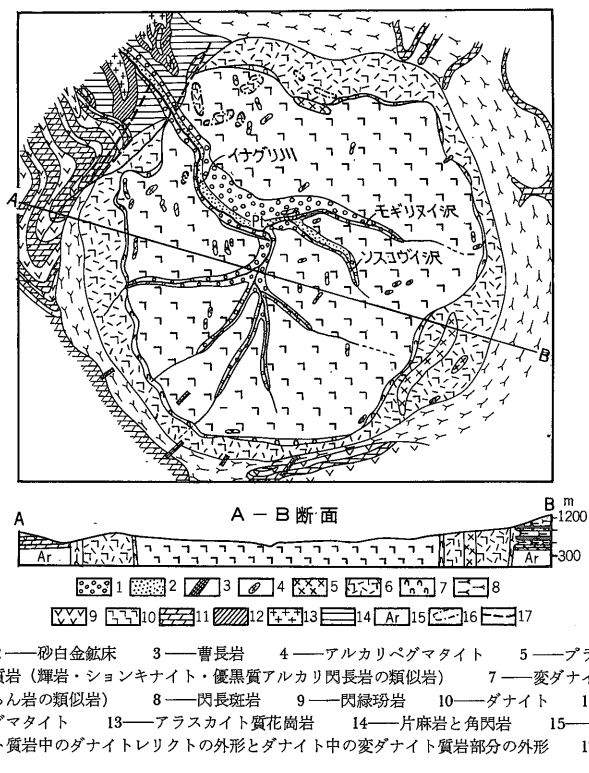 イナグリ川
A
Pt
モギリヌイ沢
ソスコヴイ沢
B
A
A－B断面
B m
1200
300
Ar
Ar
1 2 3 4 5 6 7 8
9 10 11 12 13 14 Ar 15 16 17
2――砂白金鉱床 3――曹長岩 4――アルカリペグマタイト 5――プラ
質岩（輝岩・ションキナイト・優黒質アルカリ閃長岩の類似岩） 7――変ダナイ
らん岩の類似岩） 8――閃長斑岩 9――閃緑玢岩 10――ダナイト 1
グマタイト 13――アラスカイト質花崗岩 14――片麻岩と角閃岩 15――
ト質岩中のダナイトレリクトの外形とダナイト中の変ダナイト質岩部分の外形 1